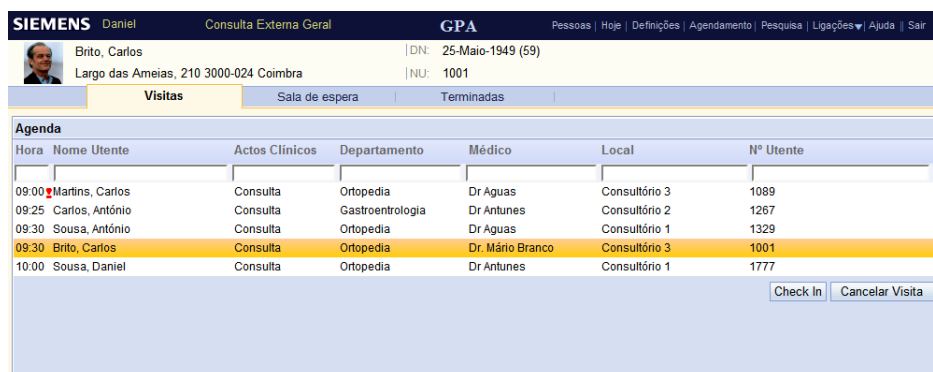 SIEMENS Daniel Consulta Externa Geral GPA Pessoas | Hoje | Definições | Agendamento | Pesquisa | Ligações▾ | Ajuda || Sair
Brito, Carlos DN: 25-Maio-1949 (59)
Largo das Ameias, 210 3000-024 Coimbra NU: 1001
Visitas Sala de espera Terminadas
Agenda
Hora Nome Utente Actos Clínicos Departamento Médico Local Nº Utente
09:00 Martins, Carlos Consulta Ortopedia Dr Aguas Consultório 3 1089
09:25 Carlos, António Consulta Gastroentrologia Dr Antunes Consultório 2 1267
09:30 Sousa, António Consulta Ortopedia Dr Aguas Consultório 1 1329
09:30 Brito, Carlos Consulta Ortopedia Dr. Mário Branco Consultório 3 1001
10:00 Sousa, Daniel Consulta Ortopedia Dr Antunes Consultório 1 1777
Check In Cancelar Visita